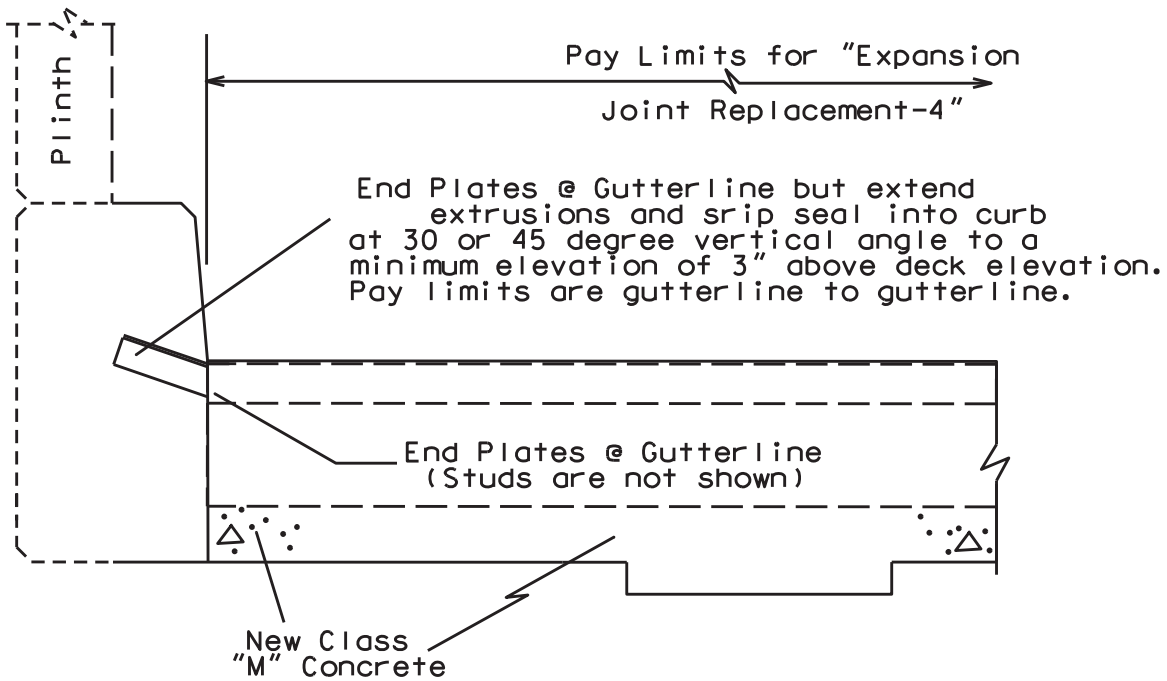 Plinth
Pay Limits for "Expansion
Joint Replacement-4"
End Plates @ Gutterline but extend
extrusions and srip seal into curb
at 30 or 45 degree vertical angle to a
minimum elevation of 3" above deck elevation.
Pay limits are gutterline to gutterline.
End Plates @ Gutterline
(Studs are not shown)
New Class
"M" Concrete